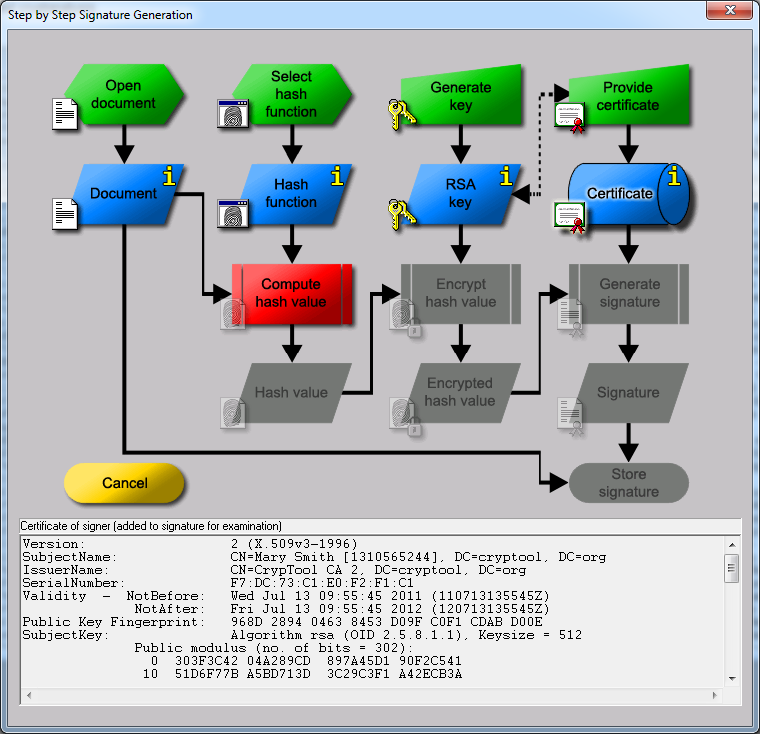 Step by Step Signature Generation
Open
document
Select
hash
function
Generate
key
Provide
certificate
Document
i
Hash
function
i
RSA
key
i
Certificate
i
Compute
hash value
Encrypt
hash value
Generate
signature
Hash value
Encrypted
hash value
Signature
Cancel
Store
signature
Certificate of signer (added to signature for examination)
Version: 2 (X.509v3-1996)
SubjectName: CN=Mary Smith [1310565244], DC=cryptool, DC=org
IssuerName: CN=CrypTool CA 2, DC=cryptool, DC=org
SerialNumber: F7:DC:73:C1:E0:F2:F1:C1
Validity - NotBefore: Wed Jul 13 09:55:45 2011 (110713135545Z)
NotAfter: Fri Jul 13 09:55:45 2012 (120713135545Z)
Public Key Fingerprint: 968D 2894 0463 8453 D09F C0F1 CDAB D00E
SubjectKey: Algorithm rsa (OID 2.5.8.1.1), Keysize = 512
Public modulus (no. of bits = 302):
0 303F3C42 04A289CD 897A45D1 90F2C541
10 51D6F77B A5BD713D 3C29C3F1 A42ECB3A